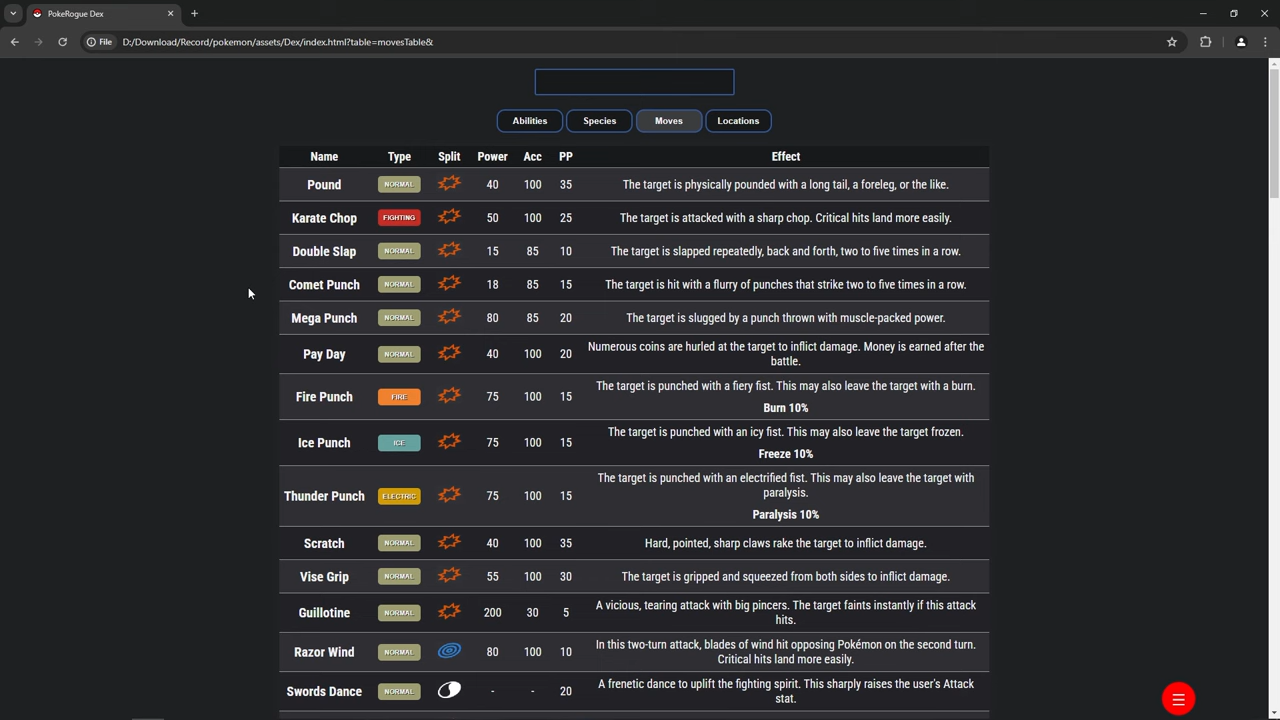 PokeRogue Dex
File D:/Download/Record/pokemon/assets/Dex/index.html?table=movesTable&
Abilities Species Moves Locations
Name Type Split Power Acc PP Effect
Pound NORMAL 40 100 35 The target is physically pounded with a long tail, a foreleg, or the like.
Karate Chop FIGHTING 50 100 25 The target is attacked with a sharp chop. Critical hits land more easily.
Double Slap NORMAL 15 85 10 The target is slapped repeatedly, back and forth, two to five times in a row.
Comet Punch NORMAL 18 85 15 The target is hit with a flurry of punches that strike two to five times in a row.
Mega Punch NORMAL 80 85 20 The target is slugged by a punch thrown with muscle-packed power.
Pay Day NORMAL 40 100 20 Numerous coins are hurled at the target to inflict damage. Money is earned after the
battle.
Fire Punch FIRE 75 100 15 The target is punched with a fiery fist. This may also leave the target with a burn.
Burn 10%
Ice Punch ICE 75 100 15 The target is punched with an icy fist. This may also leave the target frozen.
Freeze 10%
Thunder Punch ELECTRIC 75 100 15 The target is punched with an electrified fist. This may also leave the target with
paralysis.
Paralysis 10%
Scratch NORMAL 40 100 35 Hard, pointed, sharp claws rake the target to inflict damage.
Vise Grip NORMAL 55 100 30 The target is gripped and squeezed from both sides to inflict damage.
Guillotine NORMAL 200 30 5 A vicious, tearing attack with big pincers. The target faints instantly if this attack
hits.
Razor Wind NORMAL 80 100 10 In this two-turn attack, blades of wind hit opposing Pokémon on the second turn.
Critical hits land more easily.
Swords Dance NORMAL - - 20 A frenetic dance to uplift the fighting spirit. This sharply raises the user's Attack
stat.